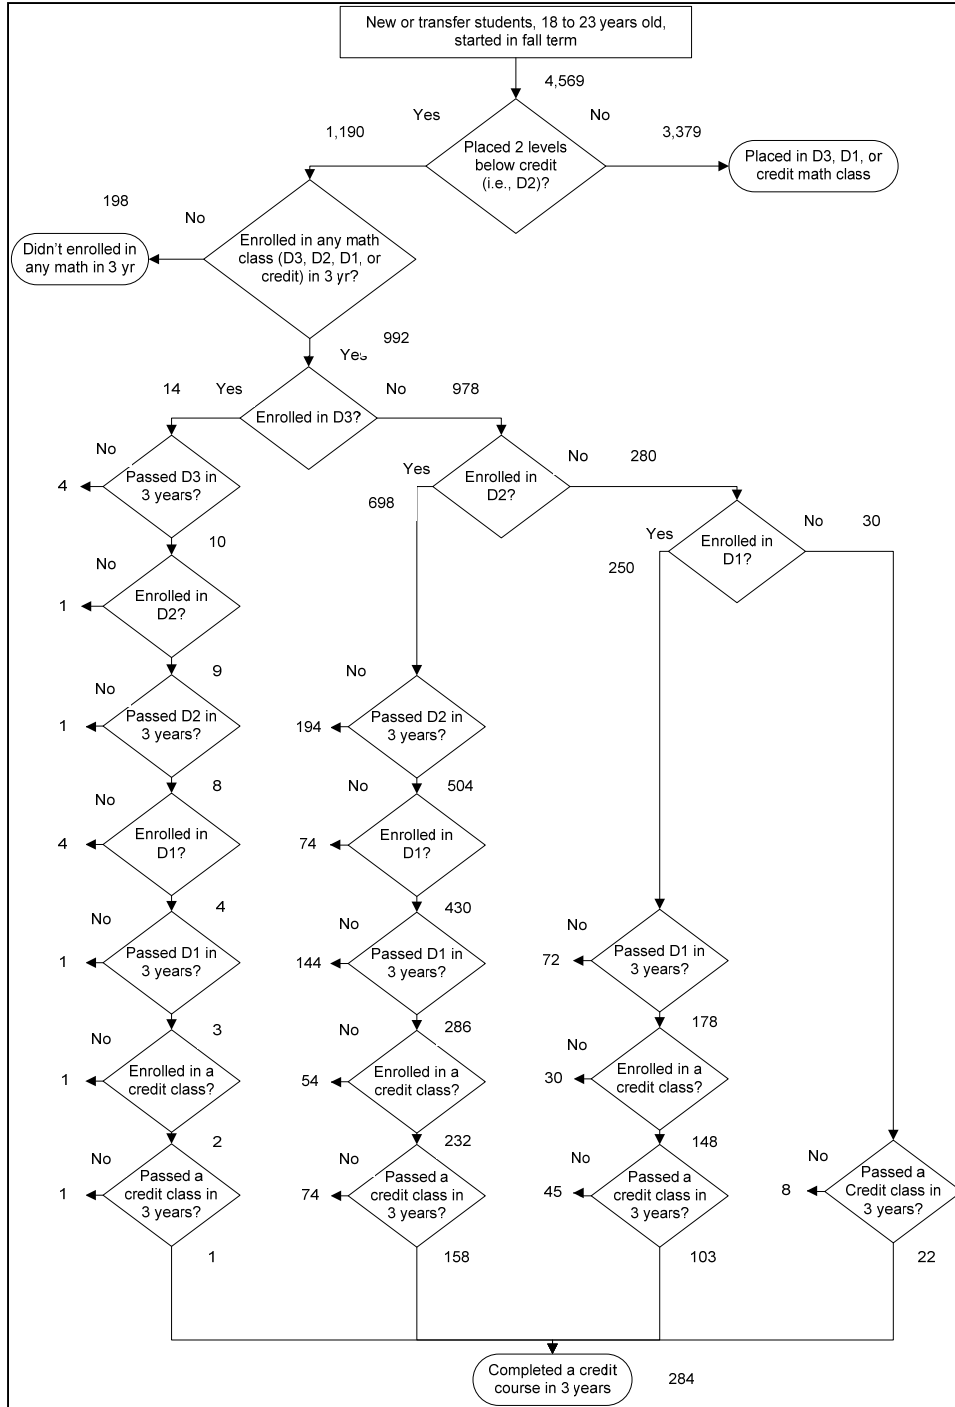 New or transfer students, 18 to 23 years old,
started in fall term
4,569
Yes
No
1,190
3,379
Placed 2 levels
below credit
(i.e., D2)?
Placed in D3, D1, or
credit math class
198
No
Didn't enrolled in
any math in 3 yr
Enrolled in any math
class (D3, D2, D1, or
credit) in 3 yr?
992
Yes
14
Yes
Enrolled in D3?
No
978
No
4
Passed D3 in
3 years?
Yes
698
Enrolled in
D2?
No
280
10
No
1
Enrolled in
D2?
Yes
250
Enrolled in
D1?
No
30
9
No
1
Passed D2 in
3 years?
No
194
Passed D2 in
3 years?
8
No
4
Enrolled in
D1?
504
No
74
Enrolled in
D1?
4
No
1
Passed D1 in
3 years?
430
No
144
Passed D1 in
3 years?
No
72
Passed D1 in
3 years?
3
No
1
Enrolled in a
credit class?
286
No
54
Enrolled in a
credit class?
178
No
30
Enrolled in a
credit class?
2
No
1
Passed a
credit class in
3 years?
232
No
74
Passed a
credit class in
3 years?
148
No
45
Passed a
credit class in
3 years?
No
8
Passed a
Credit class in
3 years?
1
158
103
22
Completed a credit
course in 3 years
284